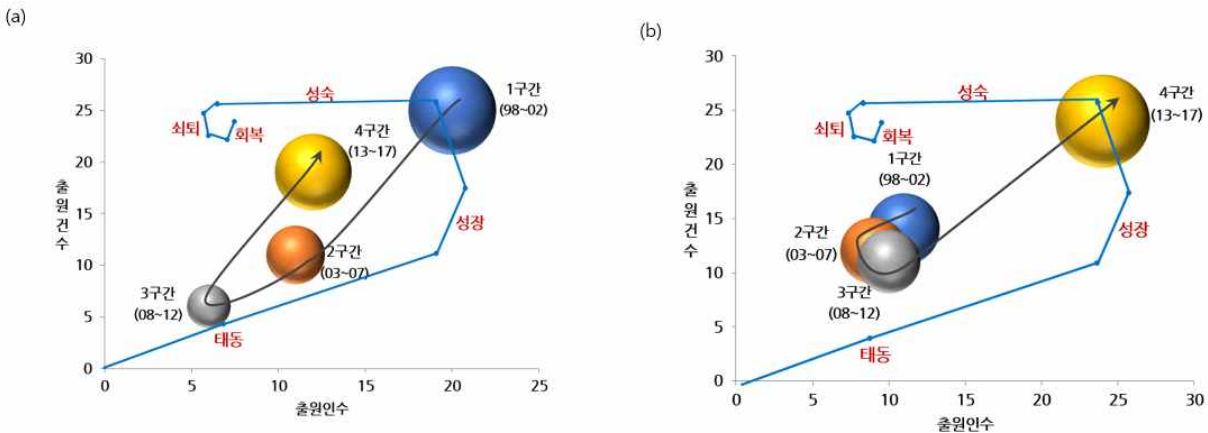 (a)
30
25
20
15
10
5
0
출원건수
0 5 10 15 20 25
출원인수
성숙
쇠퇴
회복
성장
태동
1구간
(98~02)
4구간
(13~17)
2구간
(03~07)
3구간
(08~12)
(b)
30
25
20
15
10
5
0
출원건수
0 5 10 15 20 25 30
출원인수
성숙
쇠퇴
회복
성장
태동
4구간
(13~17)
1구간
(98~02)
2구간
(03~07)
3구간
(08~12)